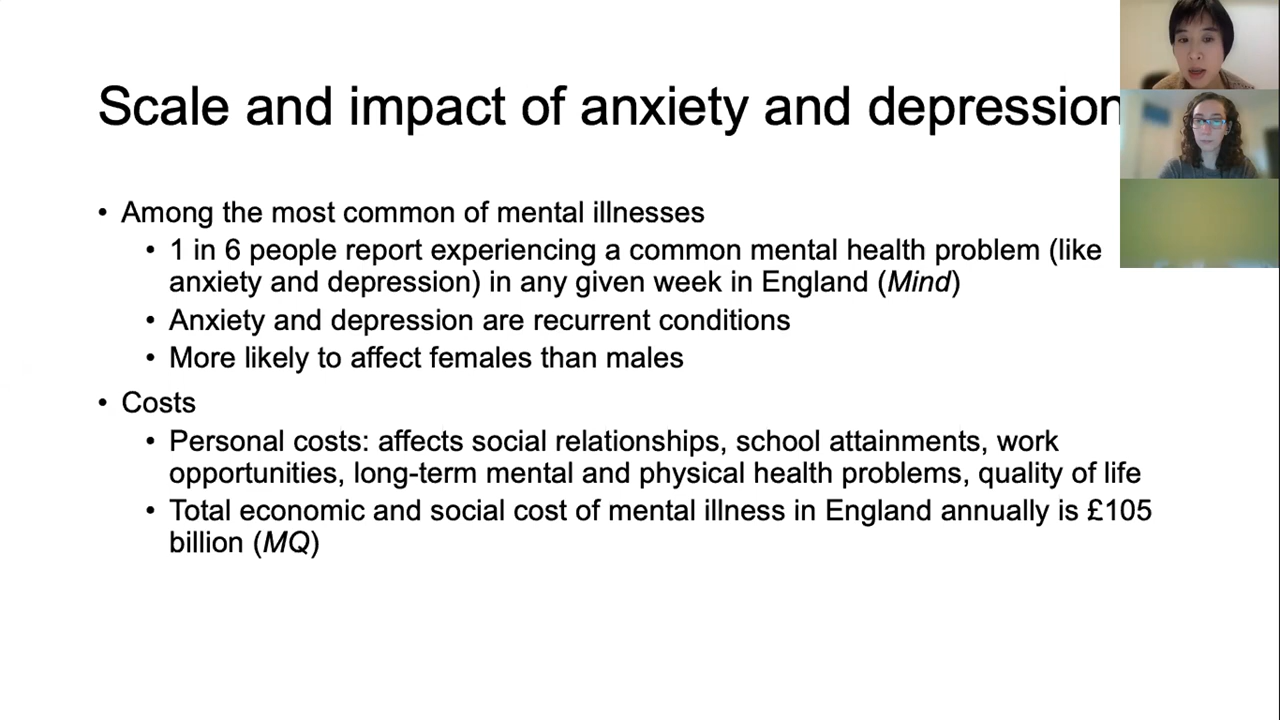 Scale and impact of anxiety and depression
• Among the most common of mental illnesses
• 1 in 6 people report experiencing a common mental health problem (like
anxiety and depression) in any given week in England (Mind)
• Anxiety and depression are recurrent conditions
• More likely to affect females than males
• Costs
• Personal costs: affects social relationships, school attainments, work
opportunities, long-term mental and physical health problems, quality of life
• Total economic and social cost of mental illness in England annually is £105
billion (MQ)